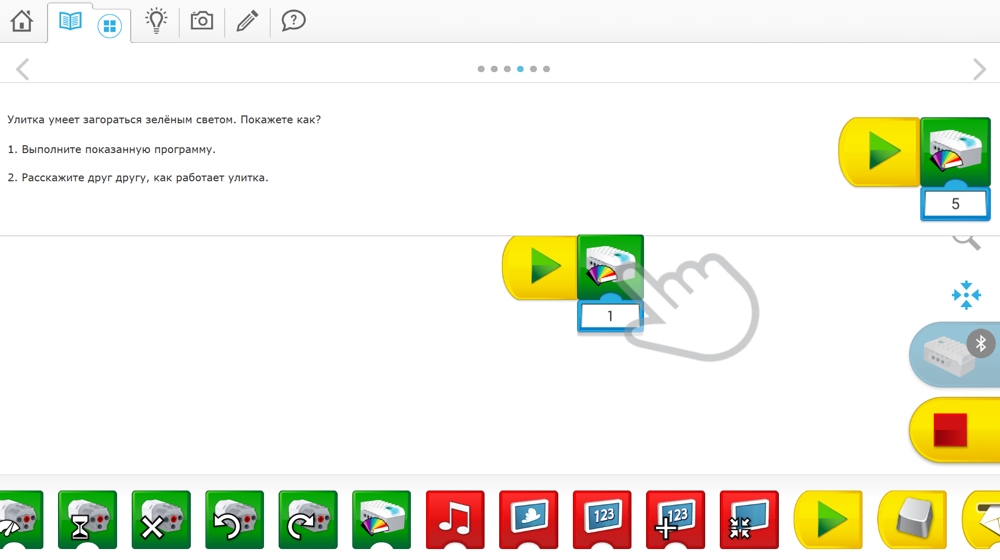 Улитка умеет загораться зелёным светом. Покажете как?
1. Выполните показанную программу.
2. Расскажите друг другу, как работает улитка.
5
1
123
123